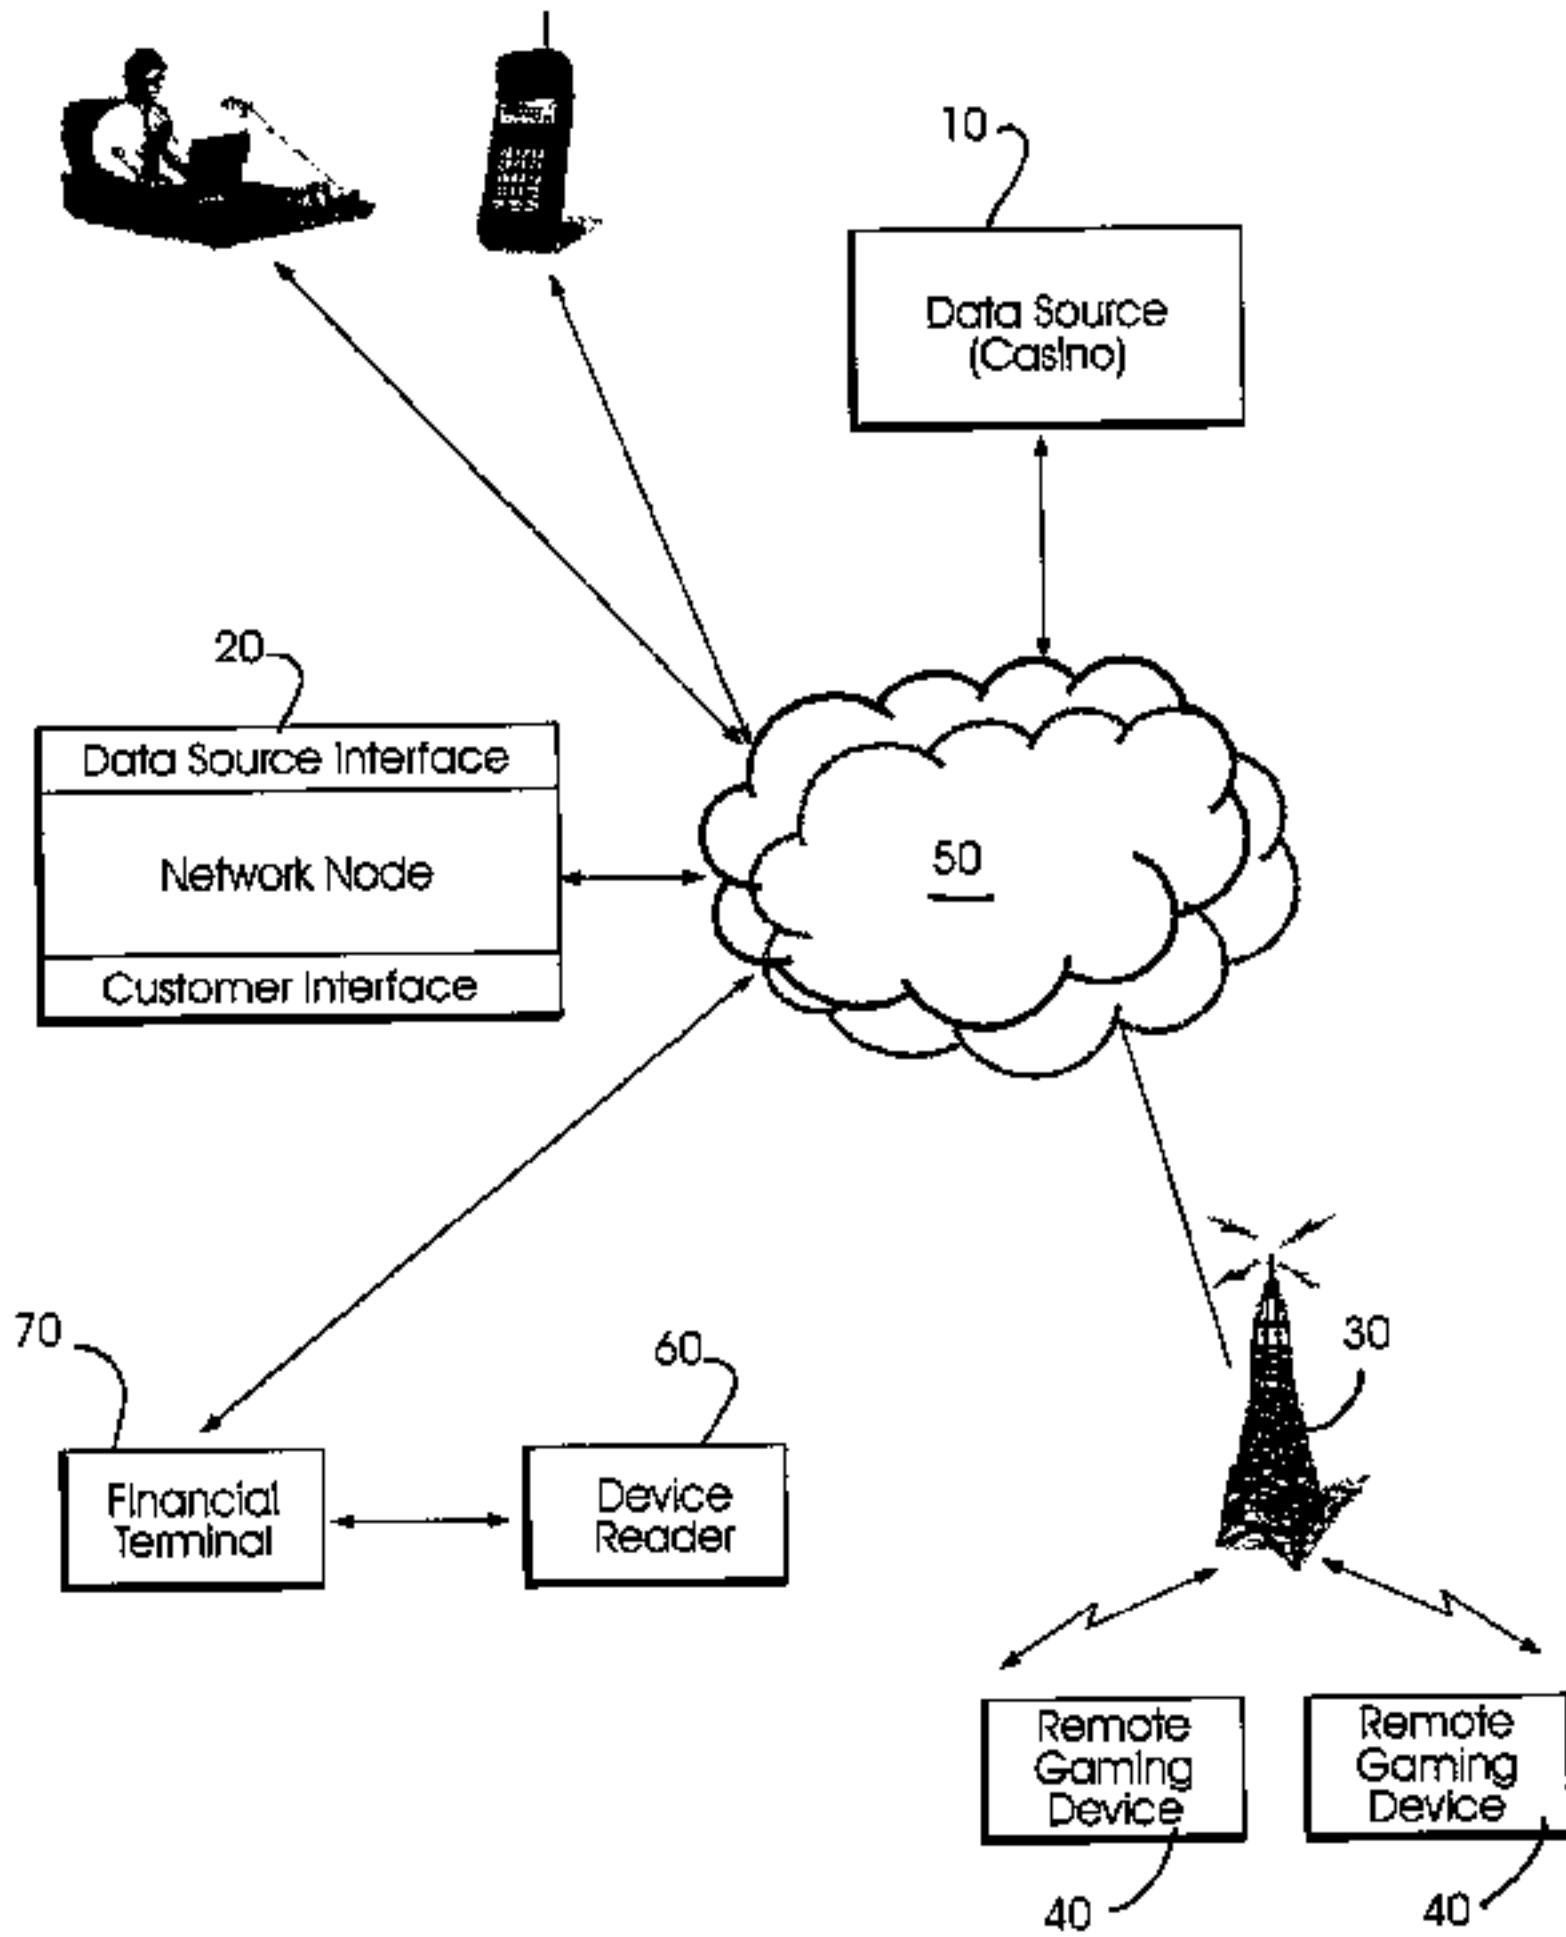 10
Data Source
(Casino)
20
Data Source Interface
Network Node
Customer Interface
50
70
Financial
Terminal
60
Device
Reader
30
Remote
Gaming
Device
40
Remote
Gaming
Device
40